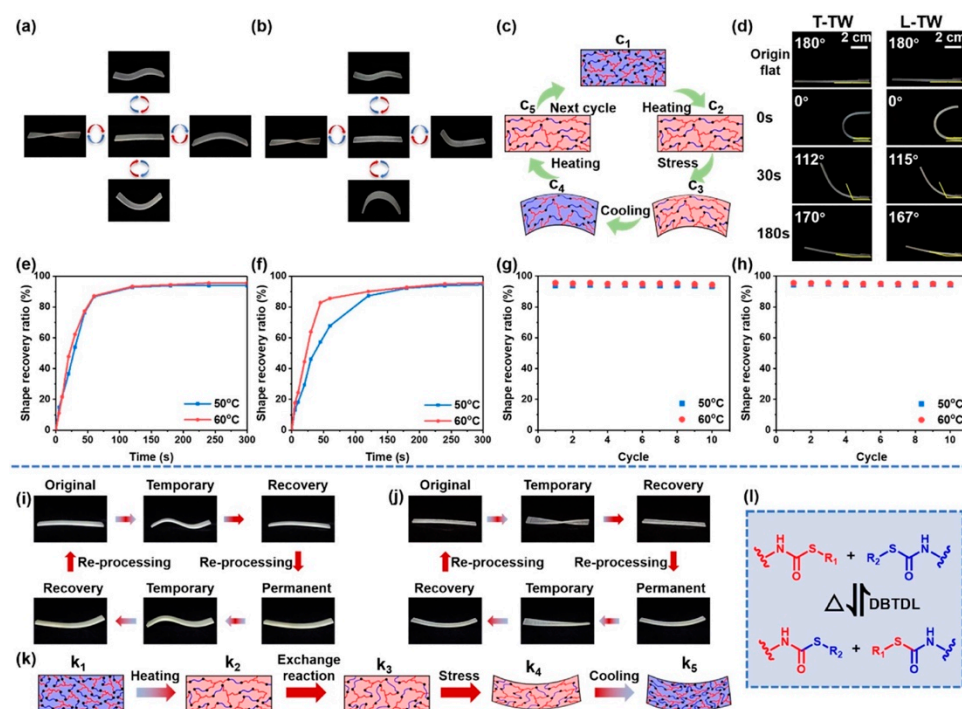 (a)
(b)
(c)
c1
c5
Next cycle
Heating
c2
Heating
Stress
c4
Cooling
c3
(d)
T-TW
L-TW
Origin
flat
180°
2 cm
180°
2 cm
0s
0°
0°
30s
112°
115°
180s
170°
167°
(e)
Shape recovery ratio (%)
100
80
60
40
20
0
50°C
60°C
0 50 100 150 200 250 300
Time (s)
(f)
Shape recovery ratio (%)
100
80
60
40
20
0
50°C
60°C
0 50 100 150 200 250 300
Time (s)
(g)
Shape recovery ratio (%)
100
80
60
40
20
0
50°C
60°C
0 2 4 6 8 10
Cycle
(h)
Shape recovery ratio (%)
100
80
60
40
20
0
50°C
60°C
0 2 4 6 8 10
Cycle
(i)
Original
Temporary
Recovery
Re-processing
Re-processing
Recovery
Temporary
Permanent
(j)
Original
Temporary
Recovery
Re-processing
Re-processing
Recovery
Temporary
Permanent
(k)
k1
Heating
k2
Exchange
reaction
k3
Stress
k4
Cooling
k5
(l)
H
N
S
R1
O
+
R2
S
H
N
O
△
DBTDL
H
N
S
R2
O
+
R1
S
H
N
O